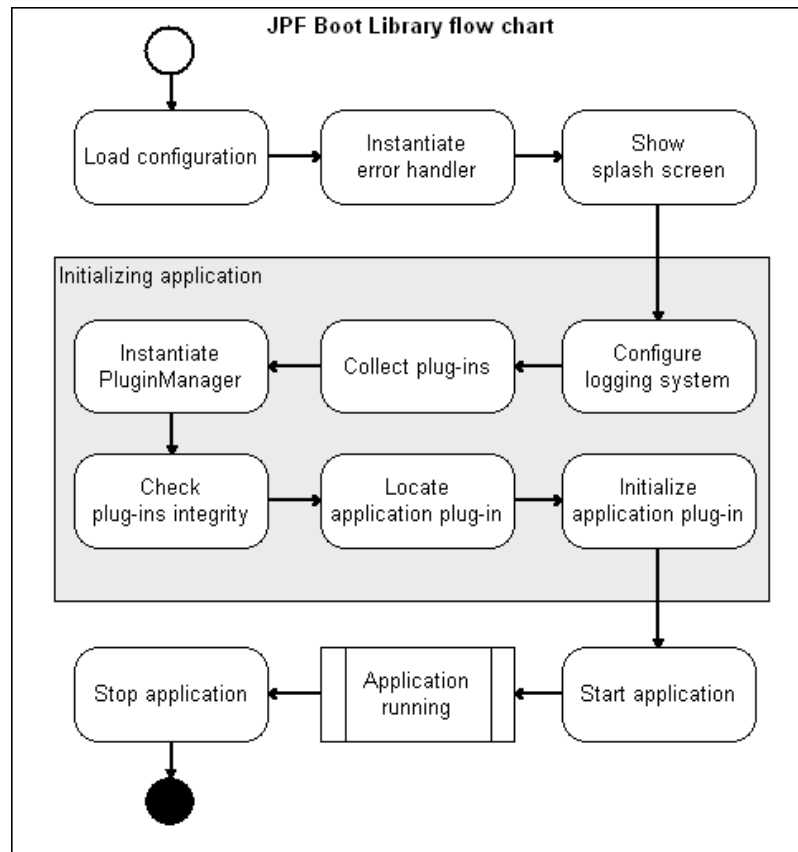 JPF Boot Library flow chart
Load configuration
Instantiate
error handler
Show
splash screen
Initializing application
Instantiate
PluginManager
Collect plug-ins
Configure
logging system
Check
plug-ins integrity
Locate
application plug-in
Initialize
application plug-in
Stop application
Application
running
Start application